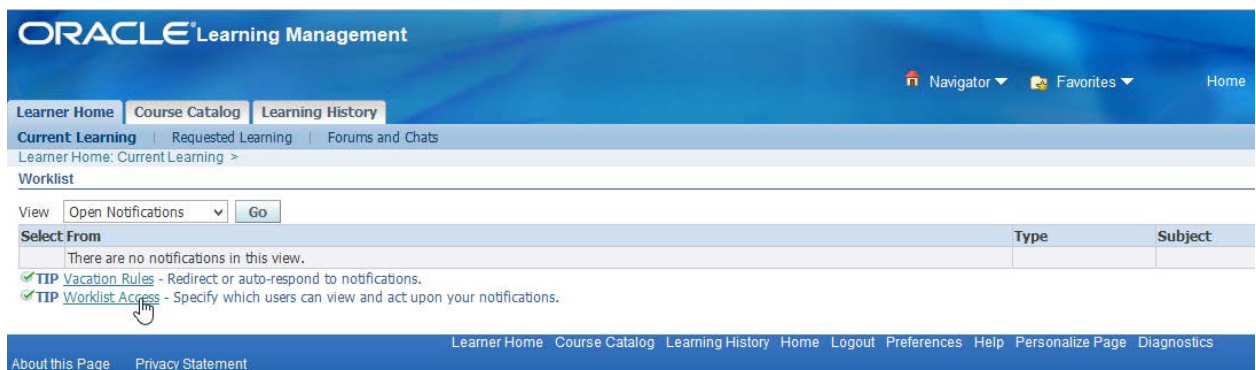 ORACLE® Learning Management
Navigator Favorites Home
Learner Home Course Catalog Learning History
Current Learning | Requested Learning | Forums and Chats
Learner Home: Current Learning >
Worklist
View Open Notifications Go
Select From Type Subject
There are no notifications in this view.
TIP Vacation Rules - Redirect or auto-respond to notifications.
TIP Worklist Access - Specify which users can view and act upon your notifications.
Learner Home Course Catalog Learning History Home Logout Preferences Help Personalize Page Diagnostics
About this Page Privacy Statement